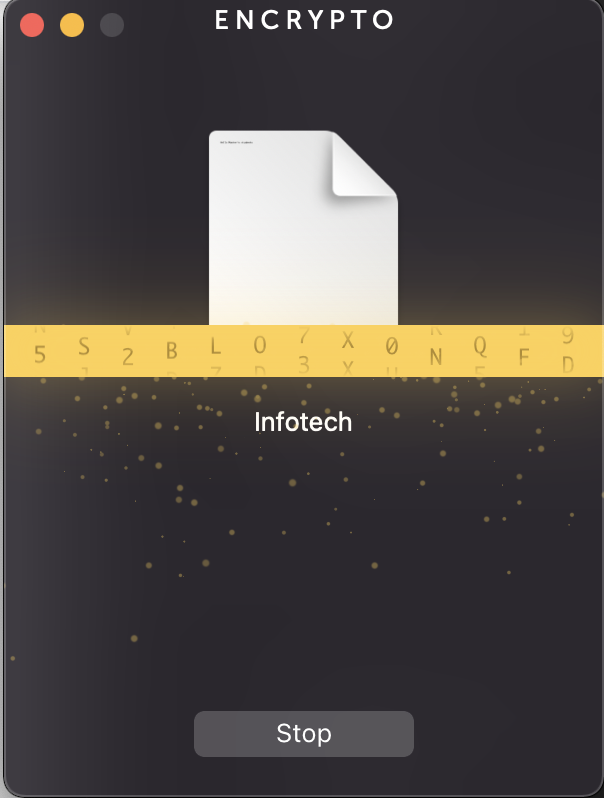 ENCRYPTO
5 S 2 B L O 3 X 0 N Q F D
Infotech
Stop